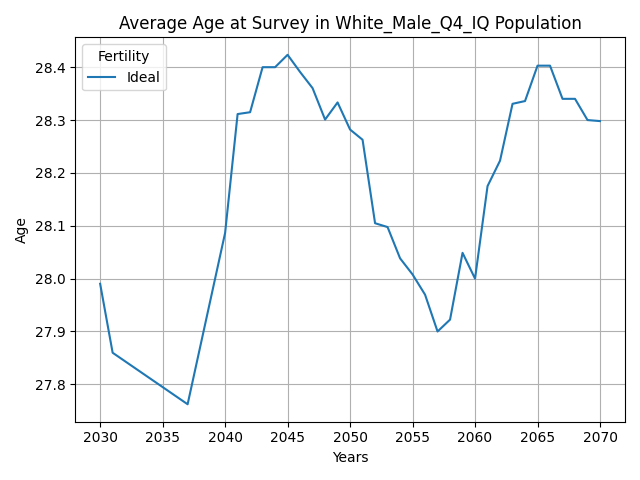 Average Age at Survey in White_Male_Q4_IQ Population
Fertility
Ideal
28.4
28.3
28.2
28.1
28.0
27.9
27.8
Age
2030 2035 2040 2045 2050 2055 2060 2065 2070
Years